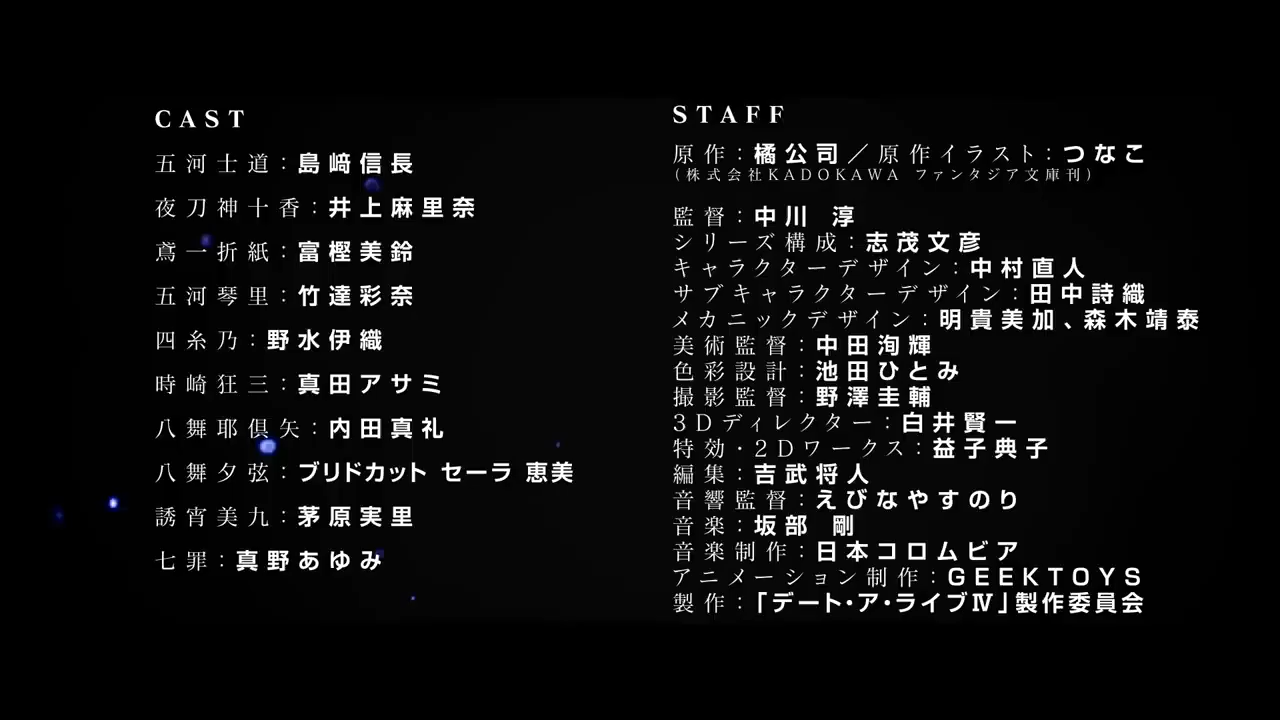 CAST
五河士道：島﨑信長
夜刀神十香：井上麻里奈
鳶一折紙：富樫美鈴
五河琴里：竹達彩奈
四糸乃：野水伊織
時崎狂三：真田アサミ
八舞耶倶矢：内田真礼
八舞夕弦：ブリドカット セーラ 恵美
誘宵美九：茅原実里
七罪：真野あゆみ
STAFF
原作：橘公司／原作イラスト：つなこ
（株式会社KADOKAWA ファンタジア文庫刊）
監督：中川 淳
シリーズ構成：志茂文彦
キャラクターデザイン：中村直人
サブキャラクターデザイン：田中詩織
メカニックデザイン：明貴美加、森木靖泰
美術監督：中田洵輝
色彩設計：池田ひとみ
撮影監督：野澤圭輔
3Dディレクター：白井賢一
特効・2Dワークス：益子典子
編集：吉武将人
音響監督：えびなやすのり
音楽：坂部 剛
音楽制作：日本コロムビア
アニメーション制作：GEEKTOYS
製作：「デート・ア・ライブⅣ」製作委員会